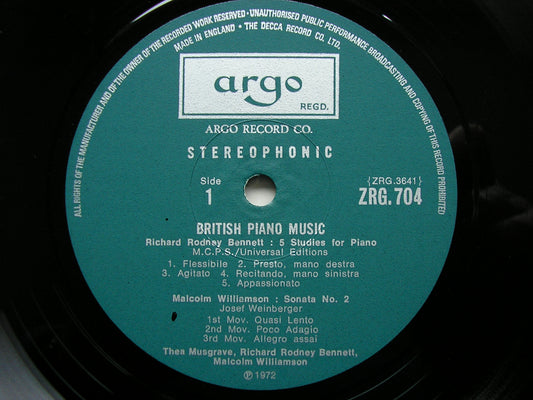 ALL RIGHTS OF THE MANUFACTURER AND OF THE OWNER OF THE RECORDED WORK RESERVED · UNAUTHORISED PUBLIC PERFORMANCE BROADCASTING AND COPYING OF THIS RECORD PROHIBITED
MADE IN ENGLAND · THE DECCA RECORD CO. LTD.
argo
REGD.
ARGO RECORD CO.
STEREOPHONIC
Side
1
(ZRG.3641)
ZRG.704
BRITISH PIANO MUSIC
Richard Rodney Bennett : 5 Studies for Piano
M.C.P.S./Universal Editions
1. Flessibile 2. Presto, mano destra
3. Agitato 4. Recitando, mano sinistra
5. Appassionato
Malcolm Williamson : Sonata No. 2
Josef Weinberger
1st Mov. Quasi Lento
2nd Mov. Poco Adagio
3rd Mov. Allegro assai
Thea Musgrave, Richard Rodney Bennett,
Malcolm Williamson
Ⓟ1972